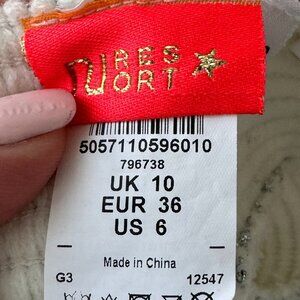 RES
ORT
5057110596010
796738
UK 10
EUR 36
US 6
Made in China
G3 12547